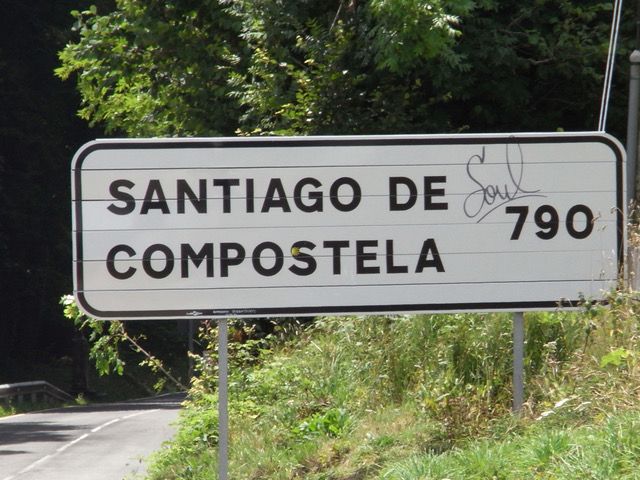 SANTIAGO DE
Soul
790
COMPOSTELA